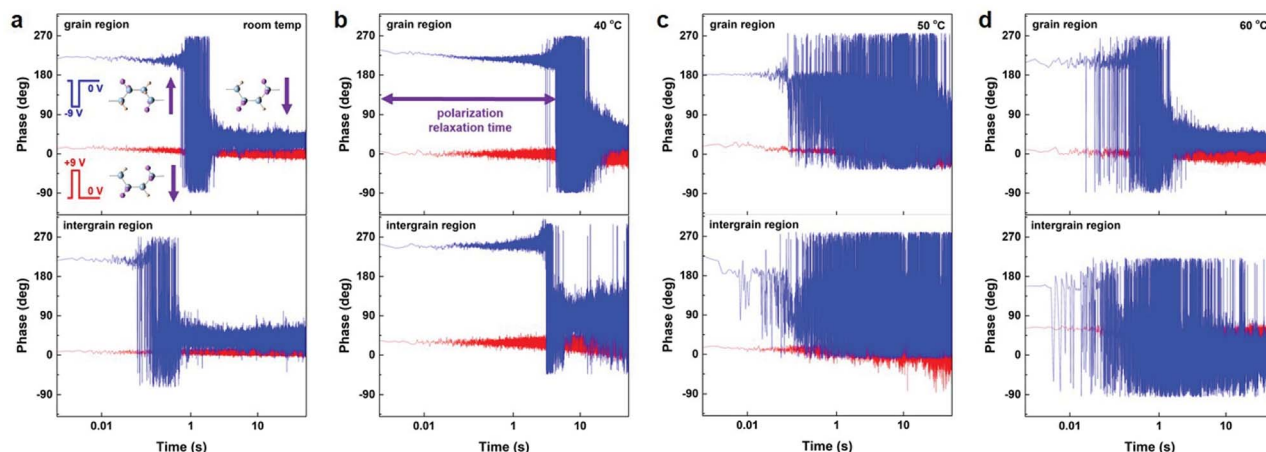 a
grain region room temp
270
180
90
0
-90
Phase (deg)
0 V
-9 V
+9 V
0 V
intergrain region
270
180
90
0
-90
Phase (deg)
0.01 1 10
Time (s)
b
grain region 40 °C
270
180
90
0
-90
Phase (deg)
polarization
relaxation time
intergrain region
270
180
90
0
-90
Phase (deg)
0.01 1 10
Time (s)
c
grain region 50 °C
270
180
90
0
-90
Phase (deg)
intergrain region
270
180
90
0
-90
Phase (deg)
0.01 1 10
Time (s)
d
grain region 60 °C
270
180
90
0
-90
Phase (deg)
intergrain region
270
180
90
0
-90
Phase (deg)
0.01 1 10
Time (s)